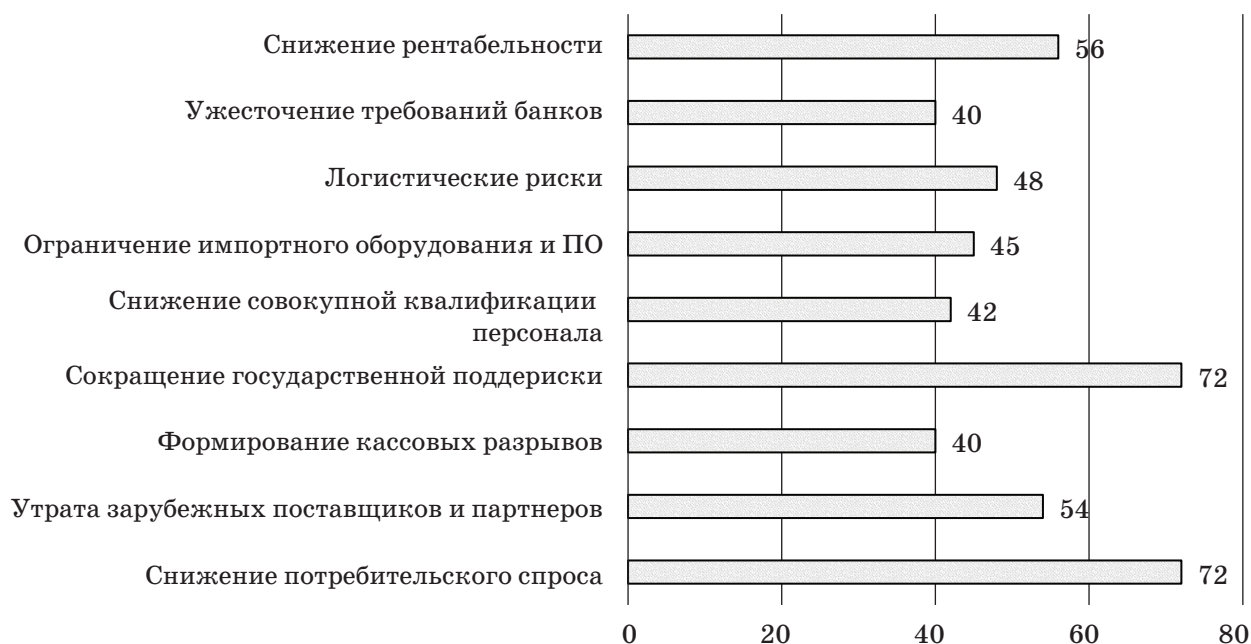 Снижение рентабельности
56
Ужесточение требований банков
40
Логистические риски
48
Ограничение импортного оборудования и ПО
45
Снижение совокупной квалификации
персонала
42
Сокращение государственной поддериски
72
Формирование кассовых разрывов
40
Утрата зарубежных поставщиков и партнеров
54
Снижение потребительского спроса
72
0 20 40 60 80